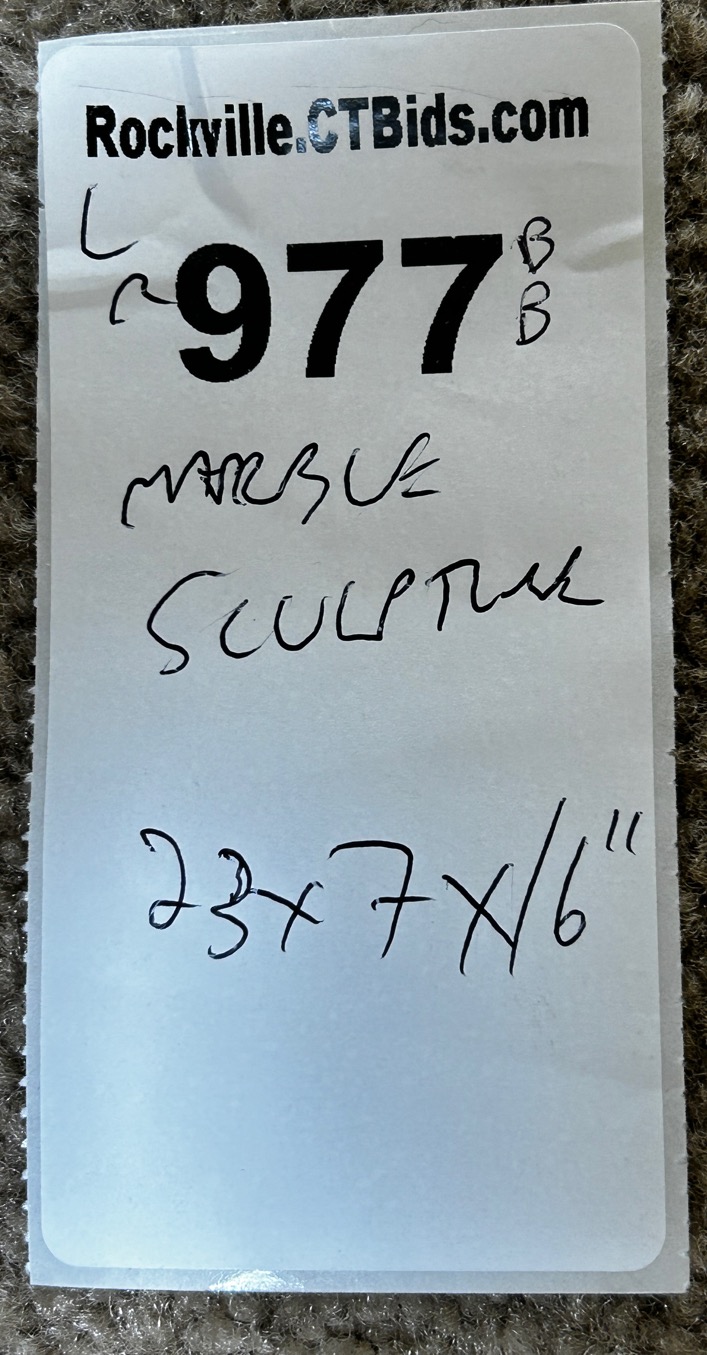 Rockville.CTBids.com
L
R
977
B
B
MARBLE
SCULPTURE
23x7x16"